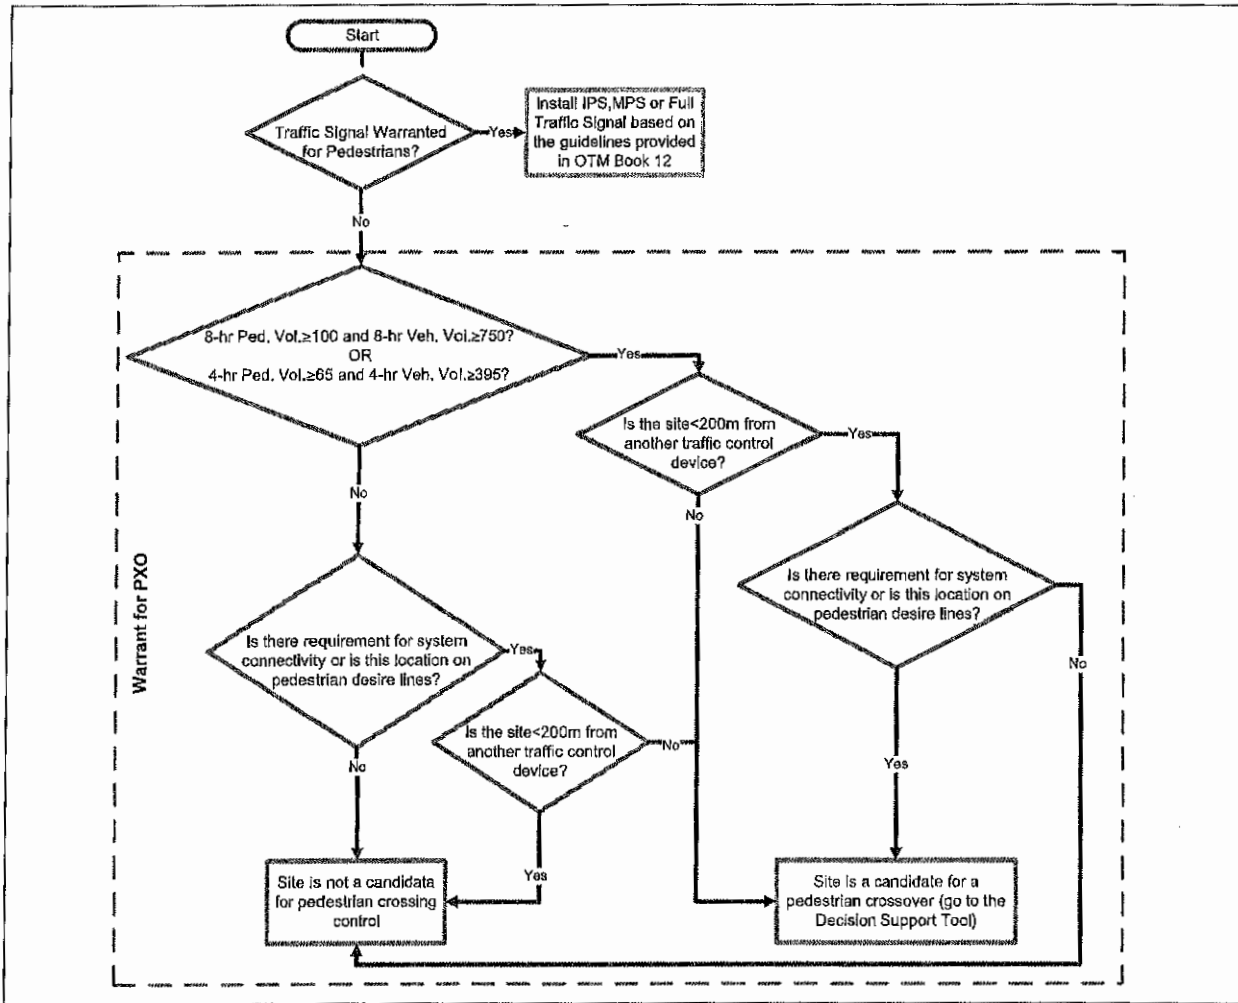 Start
Traffic Signal Warranted
for Pedestrians?
Yes
Install IPS,MPS or Full
Traffic Signal based on
the guidelines provided
in OTM Book 12
No
8-hr Ped. Vol.≥100 and 8-hr Veh. Vol.≥750?
OR
4-hr Ped. Vol.≥65 and 4-hr Veh. Vol.≥395?
Yes
Is the site<200m from
another traffic control
device?
Yes
No
No
Is there requirement for system
connectivity or is this location on
pedestrian desire lines?
No
Yes
Warrant for PXO
Is there requirement for system
connectivity or is this location on
pedestrian desire lines?
Yes
No
Is the site<200m from
another traffic control
device?
No
Yes
Site is not a candidata
for pedestrian crossing
control
Site is a candidate for a
pedestrian crossover (go to the
Decision Support Tool)